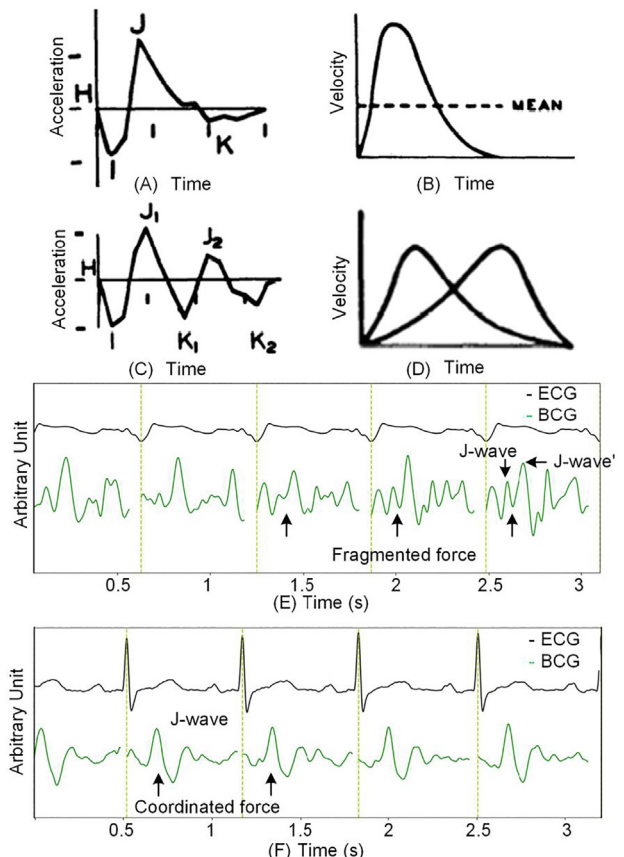 J
Acceleration
H
I
K
(A) Time
Velocity
MEAN
(B) Time
J1
J2
Acceleration
H
I
K1
K2
(C) Time
Velocity
(D) Time
ECG
BCG
J-wave
J-wave'
Arbitrary Unit
Fragmented force
0.5 1 1.5 2 2.5 3
(E) Time (s)
ECG
BCG
Arbitrary Unit
J-wave
Coordinated force
0.5 1 1.5 2 2.5 3
(F) Time (s)